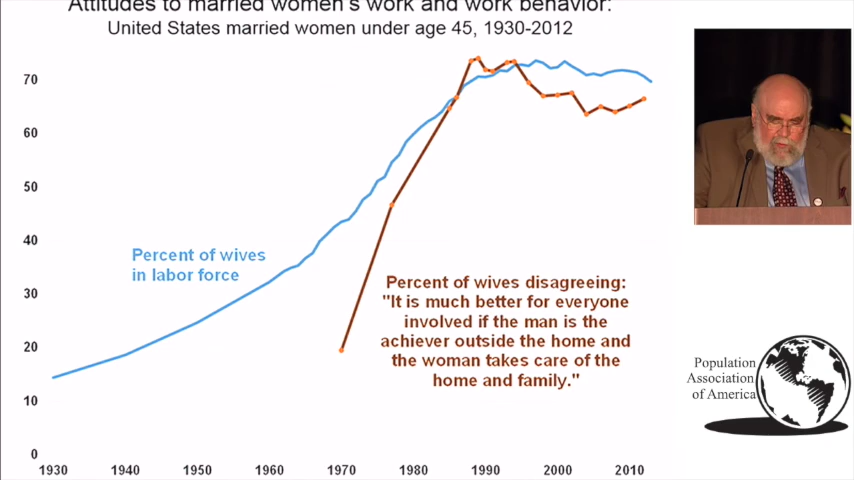 Attitudes to married women's work and work behavior:
United States married women under age 45, 1930-2012
70
60
50
40
30
20
10
0
Percent of wives
in labor force
Percent of wives disagreeing:
"It is much better for everyone
involved if the man is the
achiever outside the home and
the woman takes care of the
home and family."
1930 1940 1950 1960 1970 1980 1990 2000 2010
Population
Association
of America